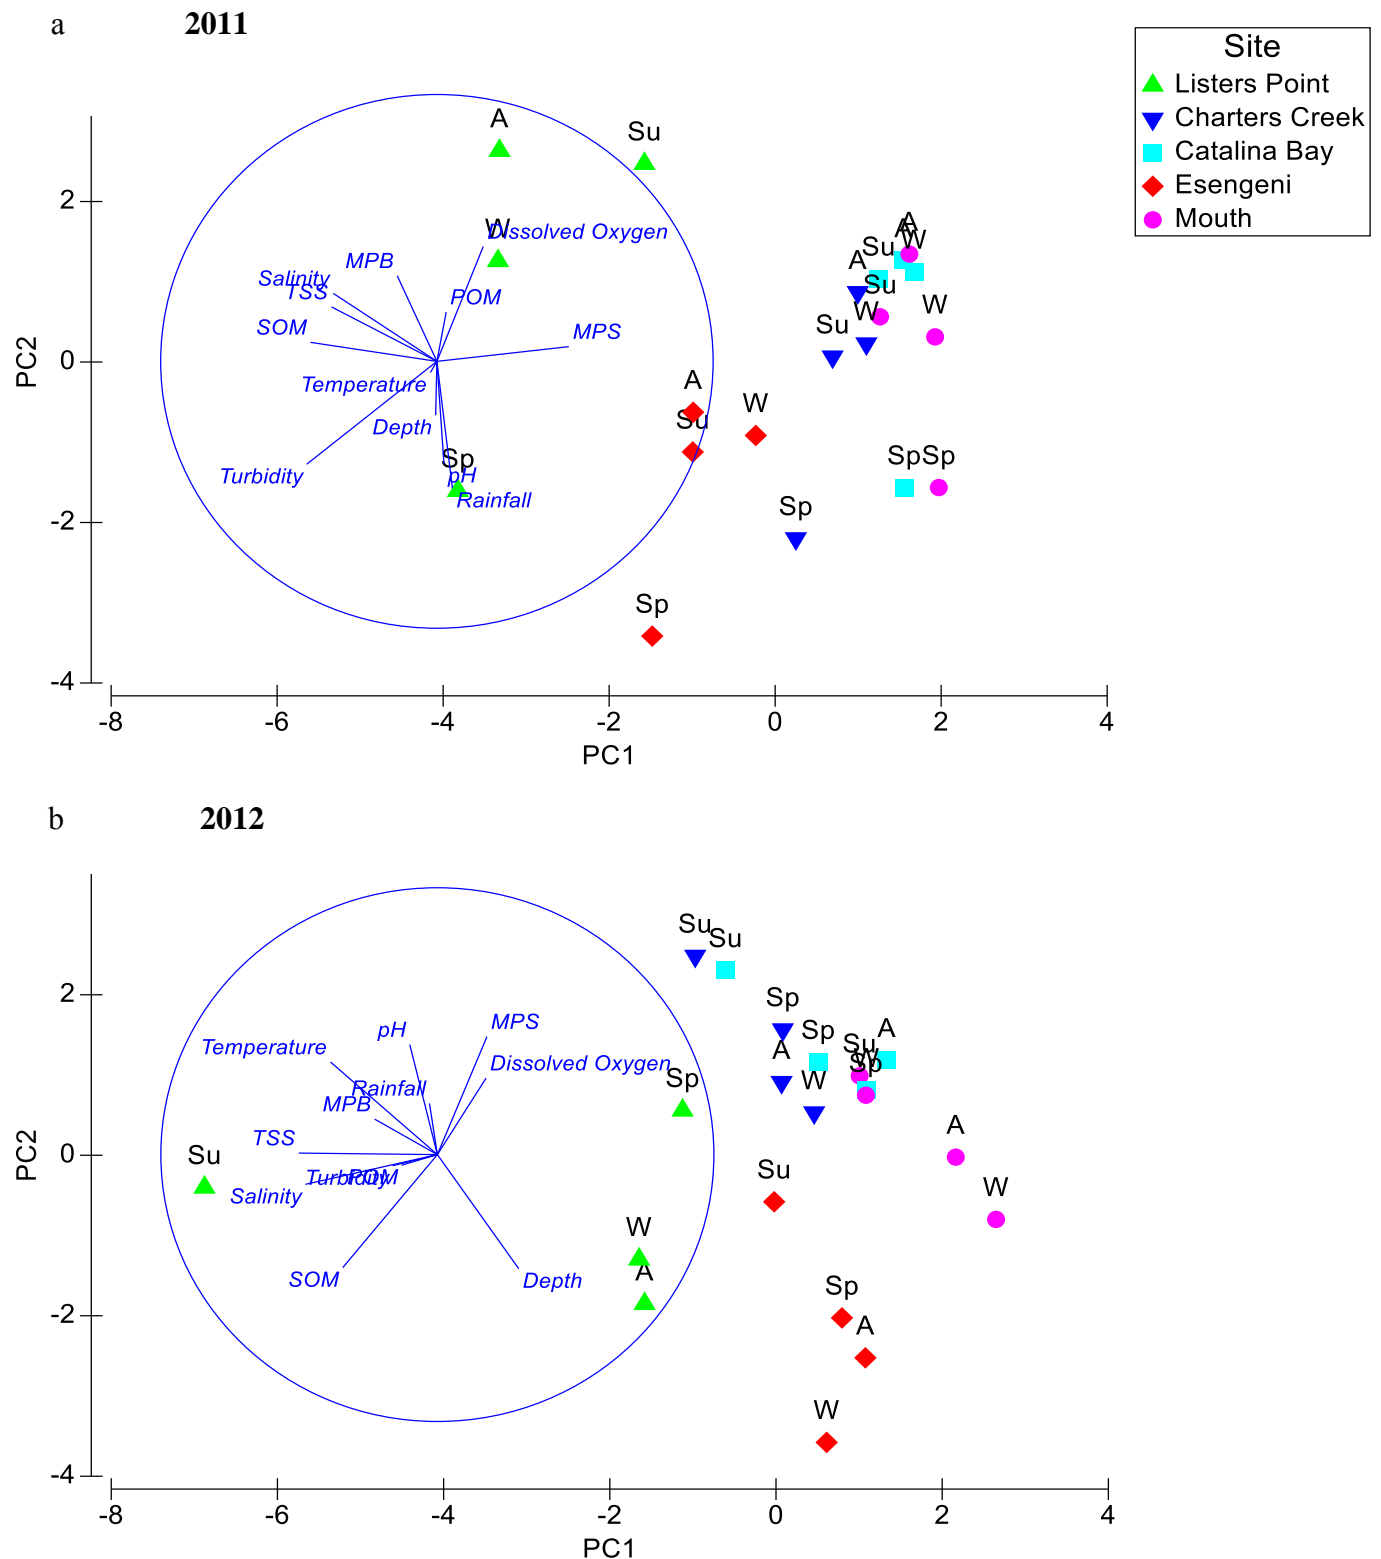 a 2011
Site
Listers Point
Charters Creek
Catalina Bay
Esengeni
Mouth
A
Su
W
Dissolved Oxygen
MPB
Salinity
TSS
POM
SOM
MPS
Temperature
Depth
Turbidity
Sp
pH
Rainfall
A
Su
W
Sp
Sp
A
Su
W
A
Su
A
W
Su
W
Sp Sp
PC2
2
0
-2
-4
-8 -6 -4 -2 0 2 4
PC1
b 2012
Su Su
Sp
Sp
A
W
Su
W
Sp
A
A
W
Su
Sp
A
W
pH
MPS
Temperature
Dissolved Oxygen
Rainfall
MPB
Sp
TSS
Su
Turbidity
POM
Salinity
W
A
SOM
Depth
PC2
2
0
-2
-4
-8 -6 -4 -2 0 2 4
PC1